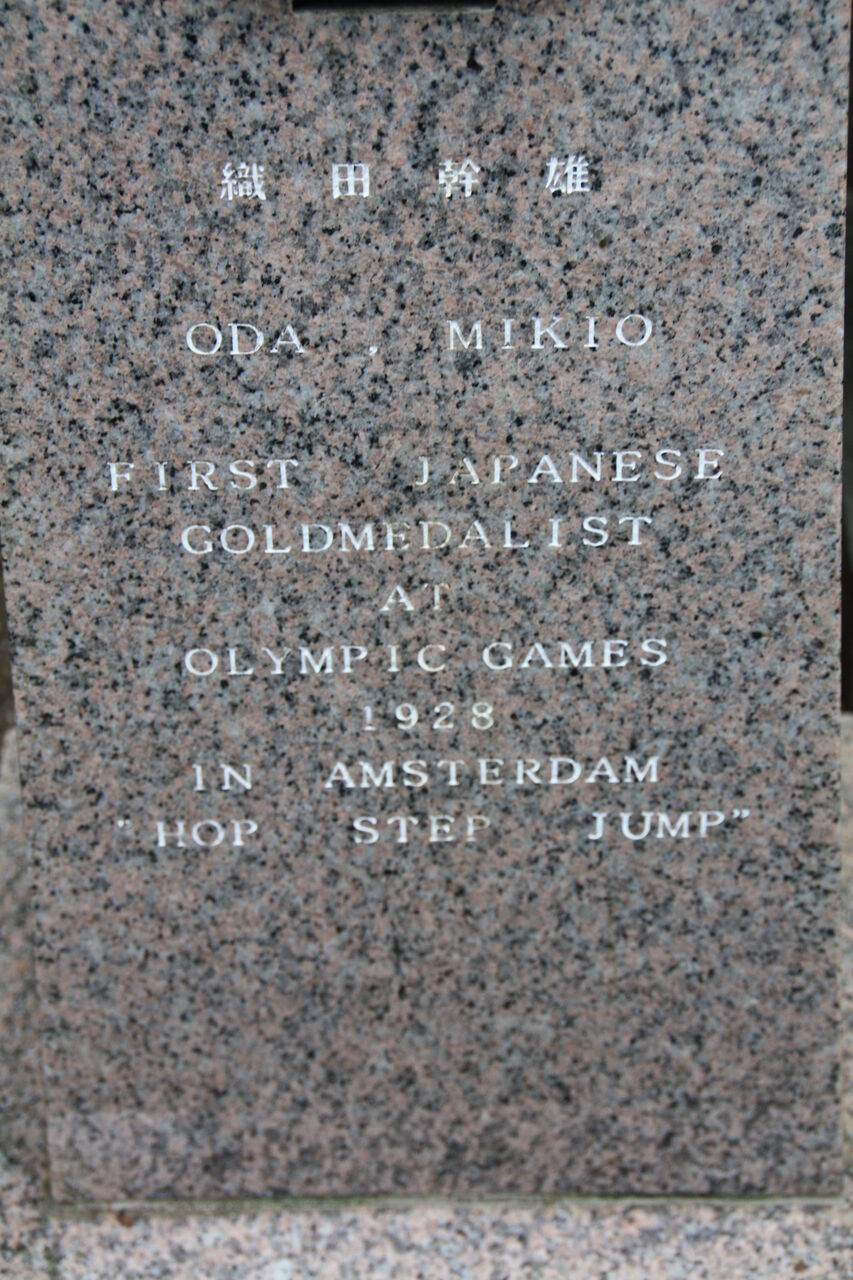 織田幹雄
ODA , MIKIO
FIRST JAPANESE
GOLDMEDALIST
AT
OLYMPIC GAMES
1928
IN AMSTERDAM
"HOP STEP JUMP"